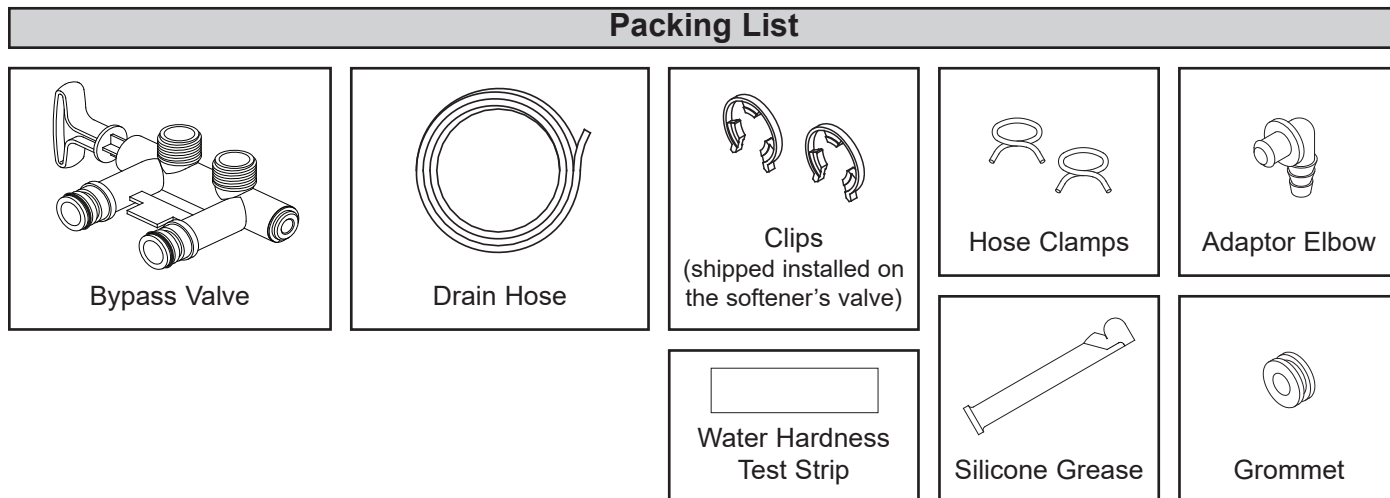 Packing List
Bypass Valve
Drain Hose
Clips
(shipped installed on
the softener’s valve)
Hose Clamps
Adaptor Elbow
Water Hardness
Test Strip
Silicone Grease
Grommet